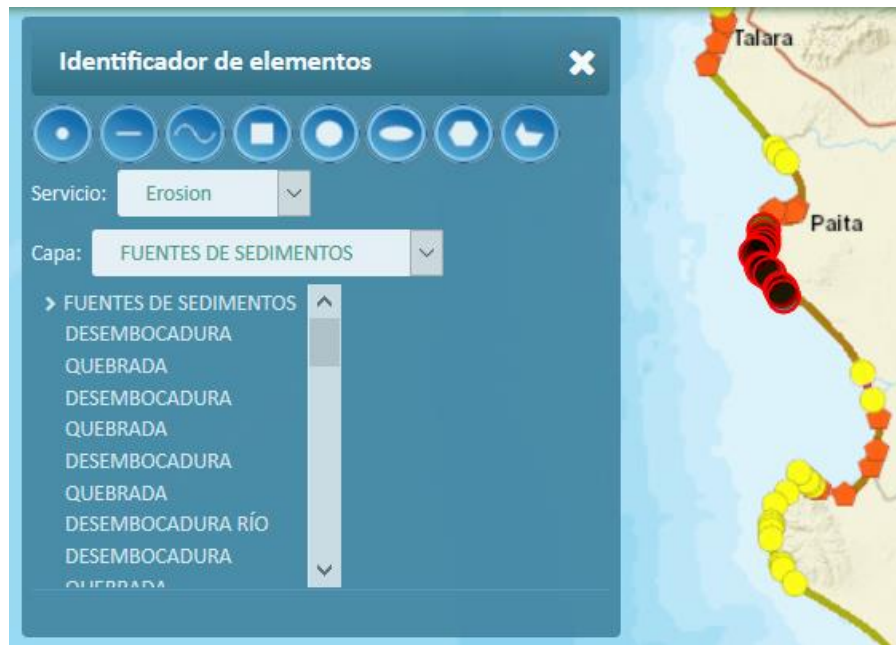 Identificador de elementos
Talara
Servicio: Erosion
Paita
Capa: FUENTES DE SEDIMENTOS
FUENTES DE SEDIMENTOS
DESEMBOCADURA
QUEBRADA
DESEMBOCADURA
QUEBRADA
DESEMBOCADURA
QUEBRADA
DESEMBOCADURA RÍO
DESEMBOCADURA
QUEBRADA